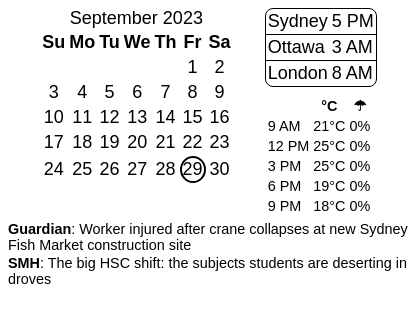 September 2023
Su Mo Tu We Th Fr Sa
1 2
3 4 5 6 7 8 9
10 11 12 13 14 15 16
17 18 19 20 21 22 23
24 25 26 27 28 29 30
Sydney 5 PM
Ottawa 3 AM
London 8 AM
°C ☂
9 AM 21°C 0%
12 PM 25°C 0%
3 PM 25°C 0%
6 PM 19°C 0%
9 PM 18°C 0%
Guardian: Worker injured after crane collapses at new Sydney
Fish Market construction site
SMH: The big HSC shift: the subjects students are deserting in
droves